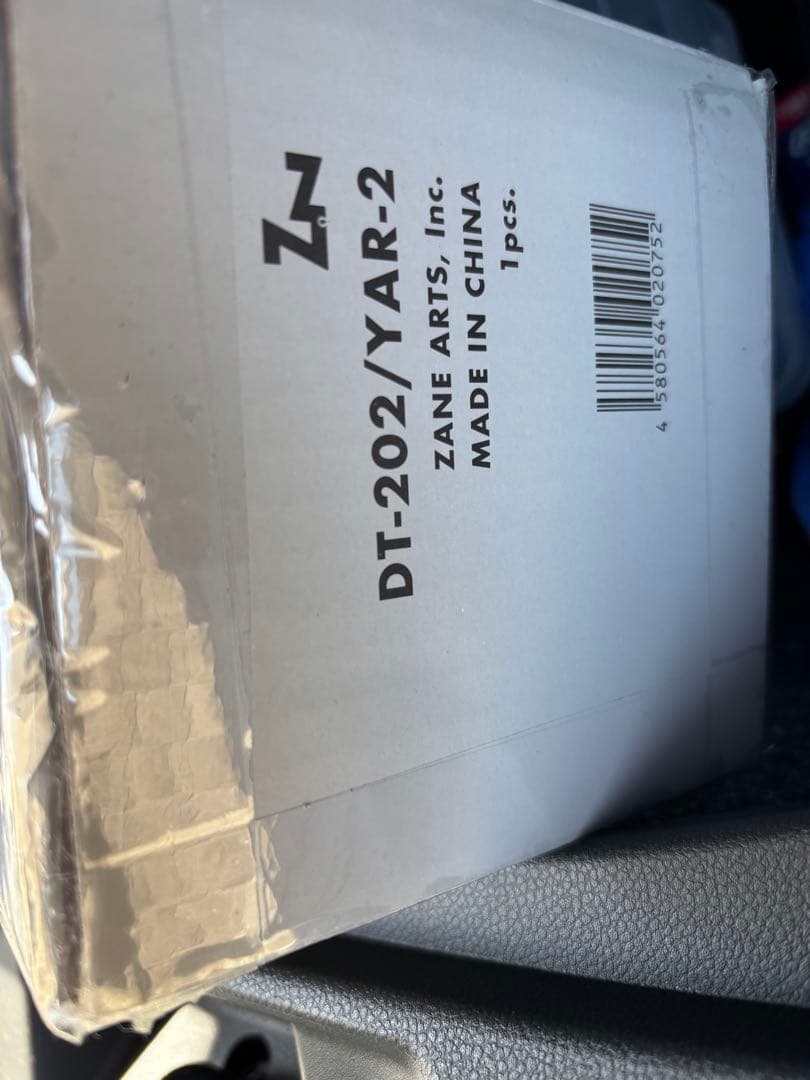 ZN
DT-202/YAR-2
ZANE ARTS, Inc.
MADE IN CHINA
1pcs.
4 580564 020752